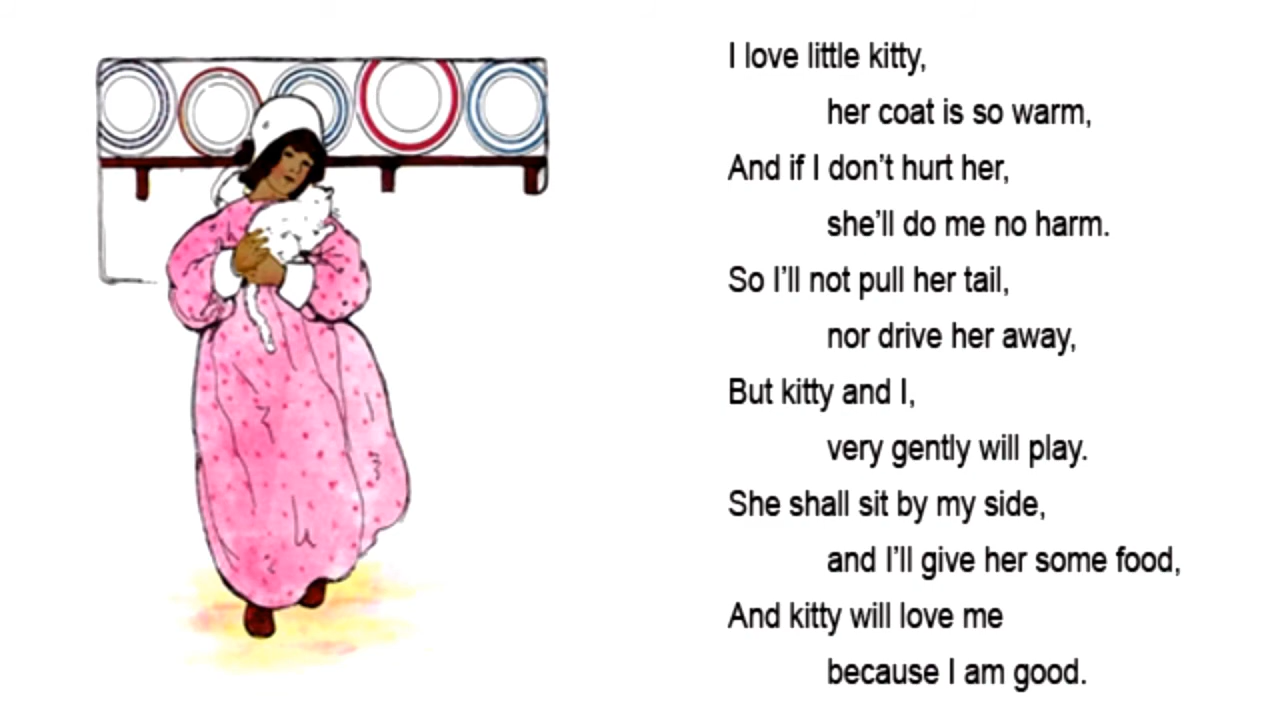 I love little kitty,
her coat is so warm,
And if I don’t hurt her,
she’ll do me no harm.
So I’ll not pull her tail,
nor drive her away,
But kitty and I,
very gently will play.
She shall sit by my side,
and I’ll give her some food,
And kitty will love me
because I am good.